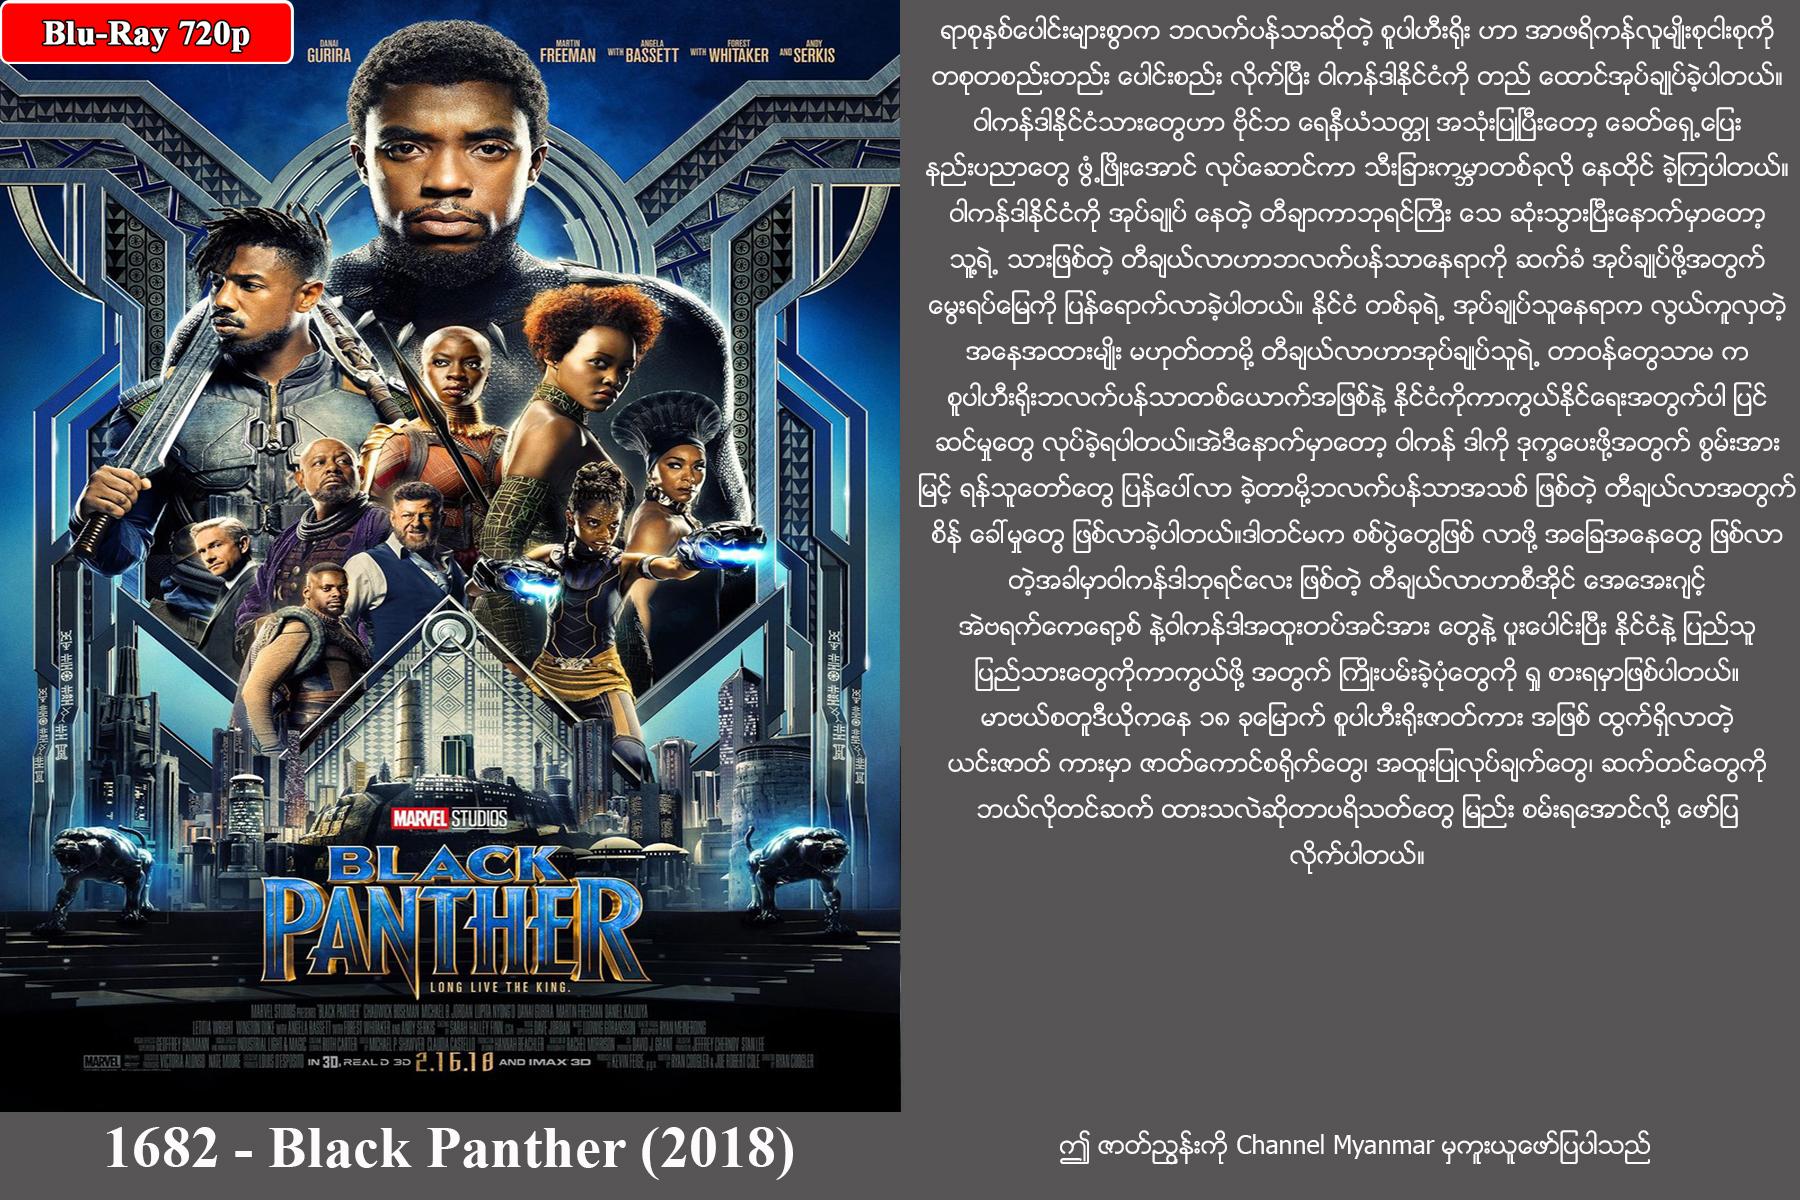 Blu-Ray 720p
DANAI GURIRA
MARTIN FREEMAN WITH ANGELA BASSETT WITH FOREST WHITAKER AND ANDY SERKIS
MARVEL STUDIOS
BLACK
PANTHER
LONG LIVE THE KING.
MARVEL STUDIOS PRESENTS "BLACK PANTHER" CHADWICK BOSEMAN MICHAEL B. JORDAN LUPITA NYONG'O DANAI GURIRA MARTIN FREEMAN DANIEL KALUUYA
LETITIA WRIGHT WINSTON DUKE WITH ANGELA BASSETT WITH FOREST WHITAKER AND ANDY SERKIS
IN 3D, REAL D 3D 2.16.18 AND IMAX 3D
1682 - Black Panther (2018)
ရာစုနှစ်ပေါင်းများစွာက ဘလက်ပန်သာဆိုတဲ့ စူပါဟီးရိုး ဟာ အာဖရိကန်လူမျိုးစုငါးစုကို
တစုတစည်းတည်း ပေါင်းစည်း လိုက်ပြီး ဝါကန်ဒါနိုင်ငံကို တည် ထောင်အုပ်ချုပ်ခဲ့ပါတယ်။
ဝါကန်ဒါနိုင်ငံသားတွေဟာ ဗိုင်ဘ ရေနီယံသတ္တု အသုံးပြုပြီးတော့ ခေတ်ရှေ့ပြေး
နည်းပညာတွေ ဖွံ့ဖြိုးအောင် လုပ်ဆောင်ကာ သီးခြားကမ္ဘာတစ်ခုလို နေထိုင် ခဲ့ကြပါတယ်။
ဝါကန်ဒါနိုင်ငံကို အုပ်ချုပ် နေတဲ့ တီချာကာဘုရင်ကြီး သေ ဆုံးသွားပြီးနောက်မှာတော့
သူ့ရဲ့ သားဖြစ်တဲ့ တီချယ်လာဟာဘလက်ပန်သာနေရာကို ဆက်ခံ အုပ်ချုပ်ဖို့အတွက်
မွေးရပ်မြေကို ပြန်ရောက်လာခဲ့ပါတယ်။ နိုင်ငံ တစ်ခုရဲ့ အုပ်ချုပ်သူနေရာက လွယ်ကူလှတဲ့
အနေအထားမျိုး မဟုတ်တာမို့ တီချယ်လာဟာအုပ်ချုပ်သူရဲ့ တာဝန်တွေသာမ က
စူပါဟီးရိုးဘလက်ပန်သာတစ်ယောက်အဖြစ်နဲ့ နိုင်ငံကိုကာကွယ်နိုင်ရေးအတွက်ပါ ပြင်
ဆင်မှုတွေ လုပ်ခဲ့ရပါတယ်။အဲဒီနောက်မှာတော့ ဝါကန် ဒါကို ဒုက္ခပေးဖို့အတွက် စွမ်းအား
မြင့် ရန်သူတော်တွေ ပြန်ပေါ်လာ ခဲ့တာမို့ဘလက်ပန်သာအသစ် ဖြစ်တဲ့ တီချယ်လာအတွက်
စိန် ခေါ်မှုတွေ ဖြစ်လာခဲ့ပါတယ်။ဒါတင်မက စစ်ပွဲတွေဖြစ် လာဖို့ အခြေအနေတွေ ဖြစ်လာ
တဲ့အခါမှာဝါကန်ဒါဘုရင်လေး ဖြစ်တဲ့ တီချယ်လာဟာစီအိုင် အေအေးဂျင့်
အဲဗရက်ကေရော့စ် နဲ့ဝါကန်ဒါအထူးတပ်အင်အား တွေနဲ့ ပူးပေါင်းပြီး နိုင်ငံနဲ့ ပြည်သူ
ပြည်သားတွေကိုကာကွယ်ဖို့ အတွက် ကြိုးပမ်းခဲ့ပုံတွေကို ရှု စားရမှာဖြစ်ပါတယ်။
မာဗယ်စတူဒီယိုကနေ ၁၈ ခုမြောက် စူပါဟီးရိုးဇာတ်ကား အဖြစ် ထွက်ရှိလာတဲ့
ယင်းဇာတ် ကားမှာ ဇာတ်ကောင်စရိုက်တွေ၊ အထူးပြုလုပ်ချက်တွေ၊ ဆက်တင်တွေကို
ဘယ်လိုတင်ဆက် ထားသလဲဆိုတာပရိသတ်တွေ မြည်း စမ်းရအောင်လို့ ဖော်ပြ
လိုက်ပါတယ်။
ဤ ဇာတ်ညွှန်းကို Channel Myanmar မှကူးယူဖော်ပြပါသည်